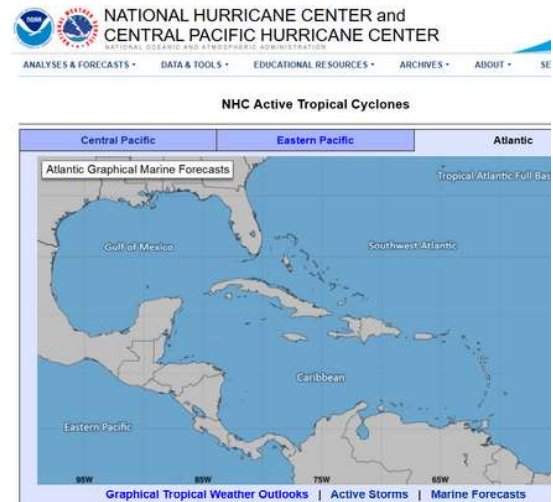 NATIONAL HURRICANE CENTER and
CENTRAL PACIFIC HURRICANE CENTER
NATIONAL OCEANIC AND ATMOSPHERIC ADMINISTRATION
ANALYSES & FORECASTS DATA & TOOLS EDUCATIONAL RESOURCES ARCHIVES ABOUT SE
NHC Active Tropical Cyclones
Central Pacific Eastern Pacific Atlantic
Atlantic Graphical Marine Forecasts
Tropical Atlantic Full Bas
Gulf of Mexico Southwest Atlantic
Caribbean
Eastern Pacific
95W 85W 75W 65W
Graphical Tropical Weather Outlooks | Active Storms | Marine Forecasts